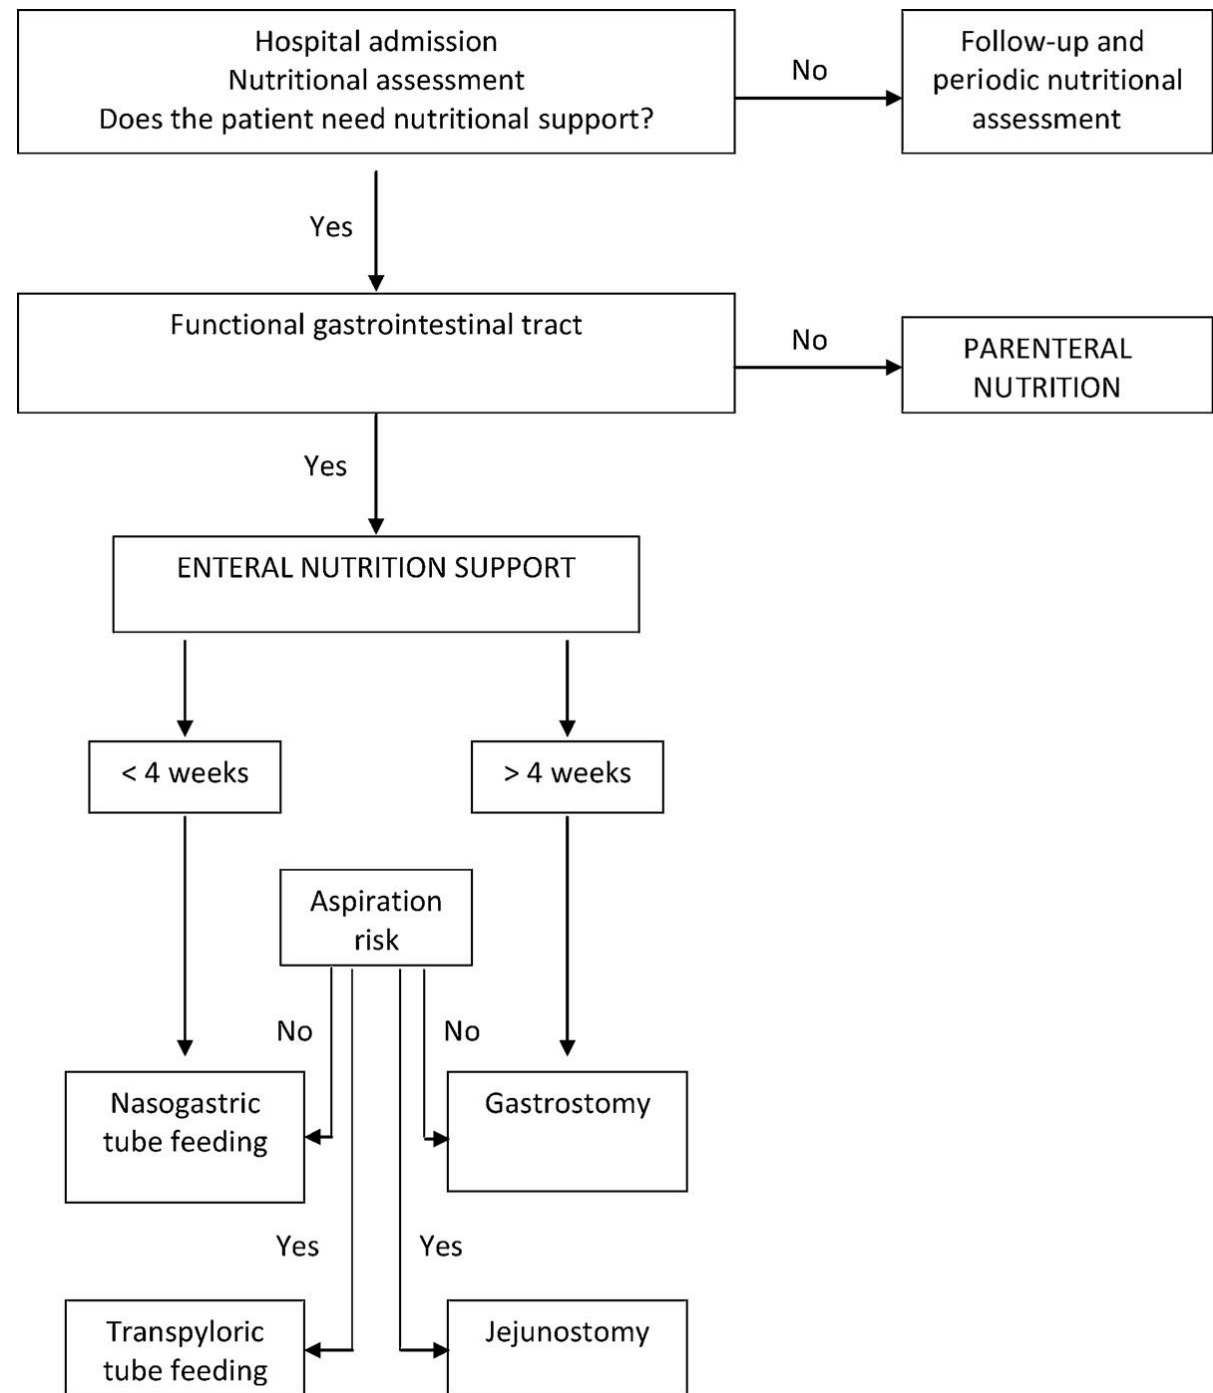 Hospital admission
Nutritional assessment
Does the patient need nutritional support?
No
Follow-up and
periodic nutritional
assessment
Yes
Functional gastrointestinal tract
No
PARENTERAL
NUTRITION
Yes
ENTERAL NUTRITION SUPPORT
< 4 weeks
> 4 weeks
Aspiration
risk
No
No
Nasogastric
tube feeding
Gastrostomy
Yes
Yes
Transpyloric
tube feeding
Jejunostomy